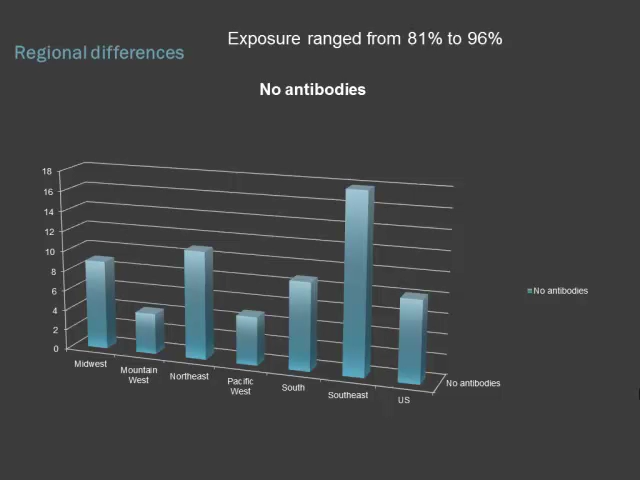 Exposure ranged from 81% to 96%
Regional differences
No antibodies
18
16
14
12
10
8
6
4
2
0
Midwest
Mountain
West
Northeast
Pacific
West
South
Southeast
US
No antibodies
No antibodies